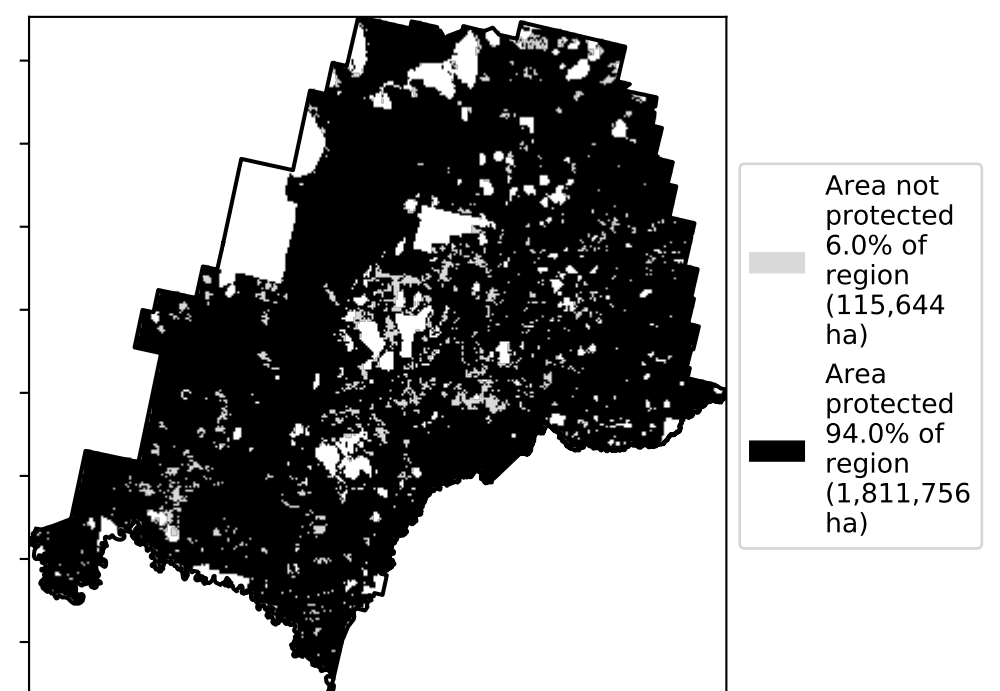 Area not
protected
6.0% of
region
(115,644
ha)
Area
protected
94.0% of
region
(1,811,756
ha)